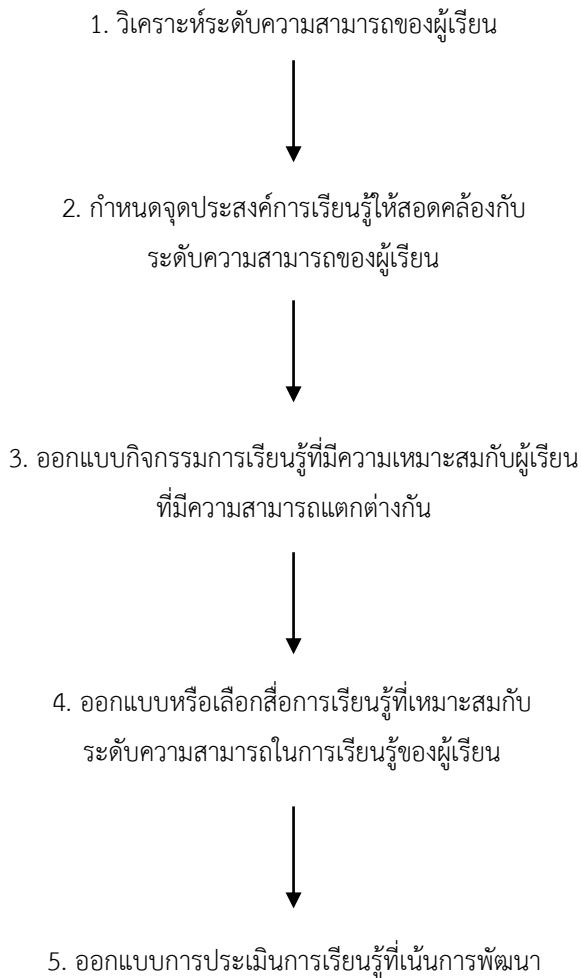 1. วิเคราะห์ระดับความสามารถของผู้เรียน
2. กำหนดจุดประสงค์การเรียนรู้ให้สอดคล้องกับ
ระดับความสามารถของผู้เรียน
3. ออกแบบกิจกรรมการเรียนรู้ที่มีความเหมาะสมกับผู้เรียน
ที่มีความสามารถแตกต่างกัน
4. ออกแบบหรือเลือกสื่อการเรียนรู้ที่เหมาะสมกับ
ระดับความสามารถในการเรียนรู้ของผู้เรียน
5. ออกแบบการประเมินการเรียนรู้ที่เน้นการพัฒนา